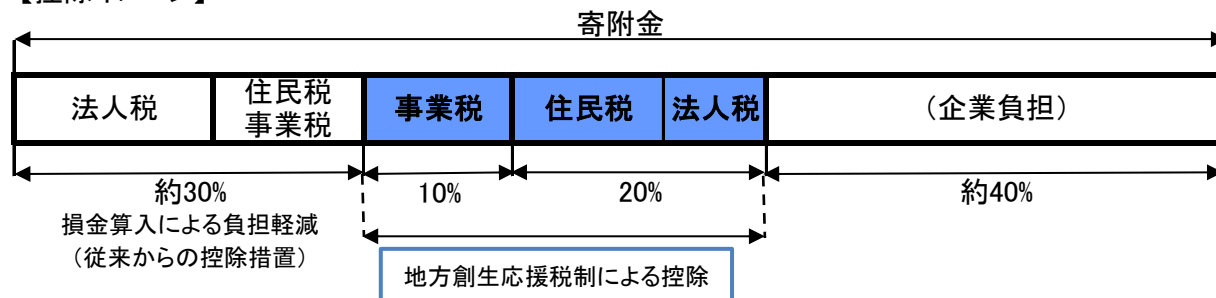 寄附金
法人税
住民税
事業税
事業税
住民税
法人税
(企業負担)
約30%
10%
20%
約40%
損金算入による負担軽減
(従来からの控除措置)
地方創生応援税制による控除